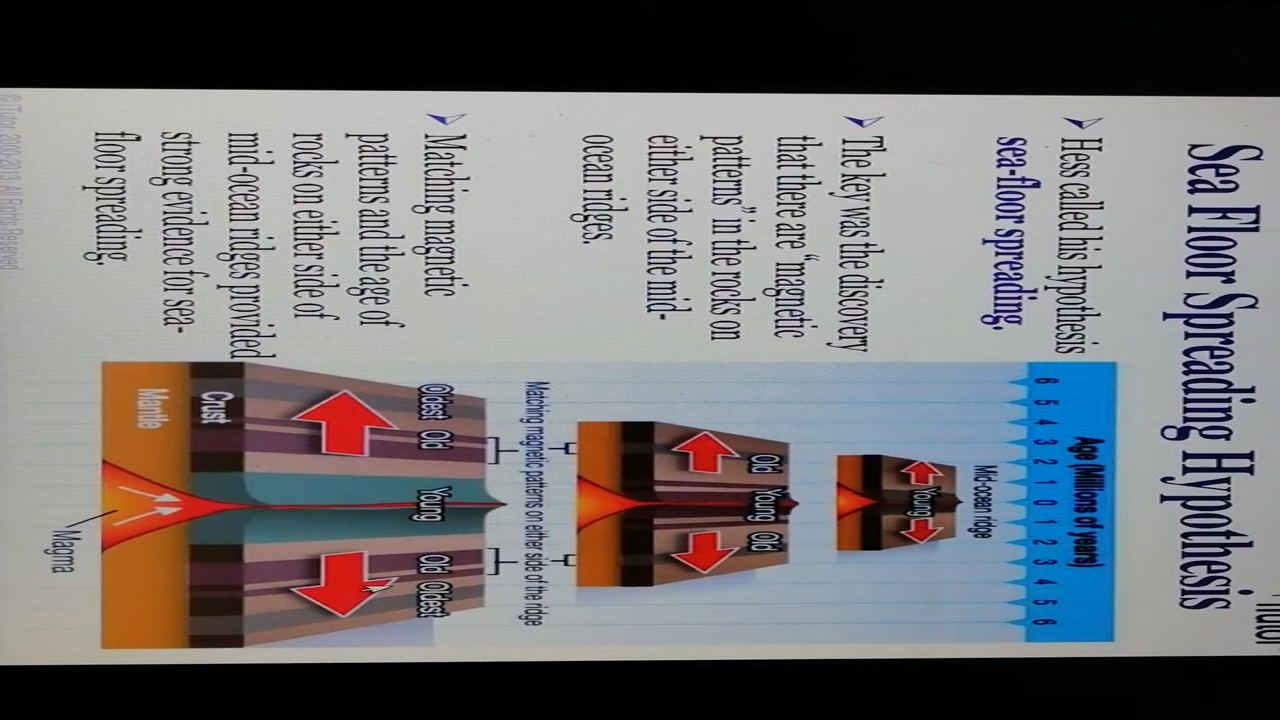 Sea Floor Spreading Hypothesis
Hess called his hypothesis
sea-floor spreading.
The key was the discovery
that there are “magnetic
patterns” in the rocks on
either side of the mid-
ocean ridges.
Matching magnetic
patterns and the age of
rocks on either side of
mid-ocean ridges provided
strong evidence for sea-
floor spreading.
Age (Millions of years)
6 5 4 3 2 1 0 1 2 3 4 5 6
Mid-ocean ridge
Young
Old Young Old
Matching magnetic patterns on either side of the ridge
Oldest Old Young Old Oldest
Crust
Mantle
Magma
All Rights Reserved